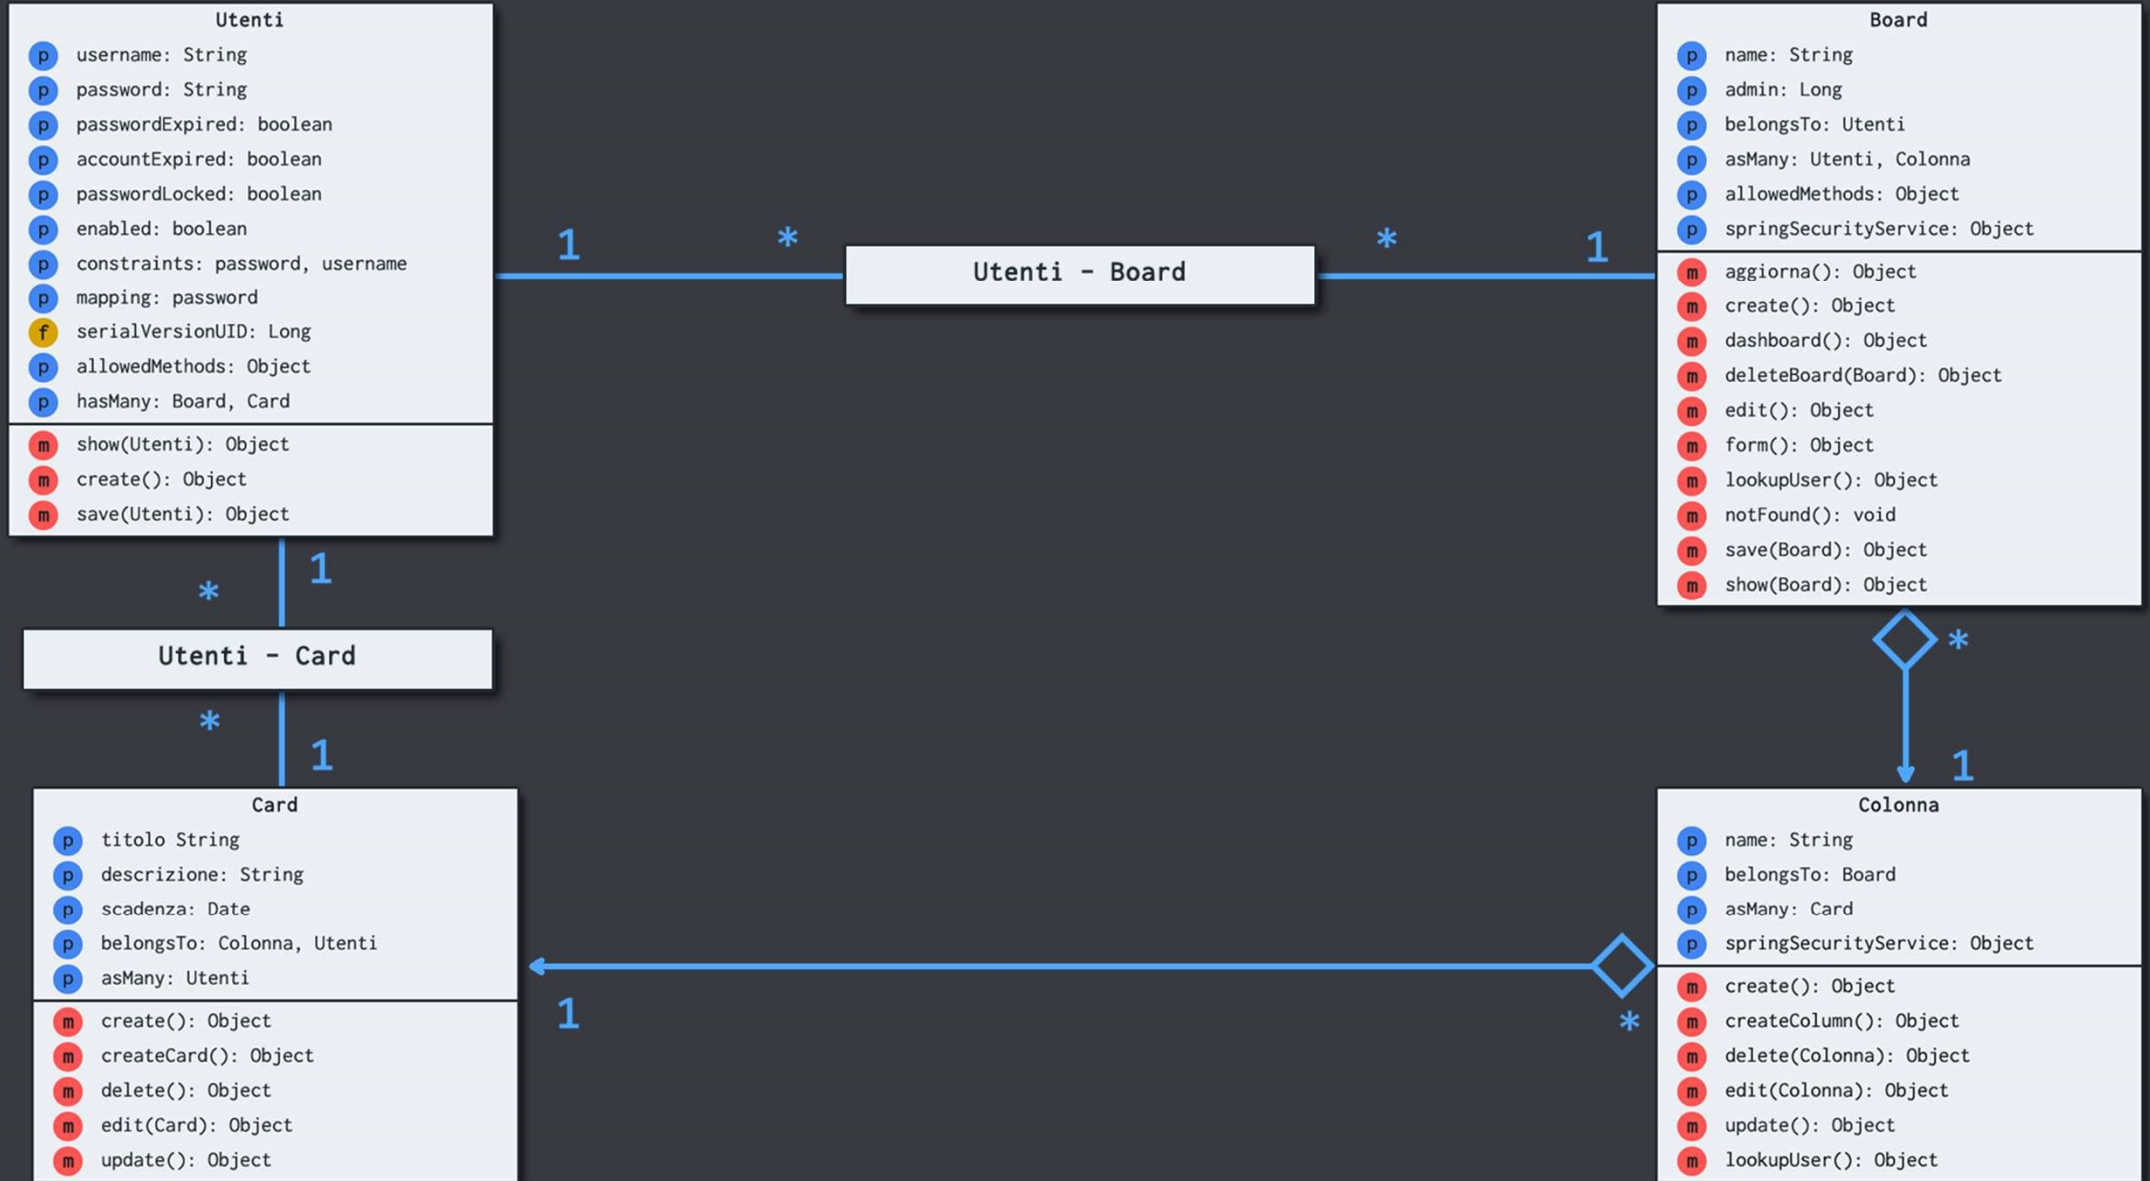 Utenti
p username: String
p password: String
p passwordExpired: boolean
p accountExpired: boolean
p passwordLocked: boolean
p enabled: boolean
p constraints: password, username
p mapping: password
f serialVersionUID: Long
p allowedMethods: Object
p hasMany: Board, Card
m show(Utenti): Object
m create(): Object
m save(Utenti): Object
1
*
Utenti - Board
*
1
Board
p name: String
p admin: Long
p belongsTo: Utenti
p asMany: Utenti, Colonna
p allowedMethods: Object
p springSecurityService: Object
m aggiorna(): Object
m create(): Object
m dashboard(): Object
m deleteBoard(Board): Object
m edit(): Object
m form(): Object
m lookupUser(): Object
m notFound(): void
m save(Board): Object
m show(Board): Object
1
*
Utenti - Card
*
1
*
1
Card
p titolo String
p descrizione: String
p scadenza: Date
p belongsTo: Colonna, Utenti
p asMany: Utenti
m create(): Object
m createCard(): Object
m delete(): Object
m edit(Card): Object
m update(): Object
1
*
Colonna
p name: String
p belongsTo: Board
p asMany: Card
p springSecurityService: Object
m create(): Object
m createColumn(): Object
m delete(Colonna): Object
m edit(Colonna): Object
m update(): Object
m lookupUser(): Object